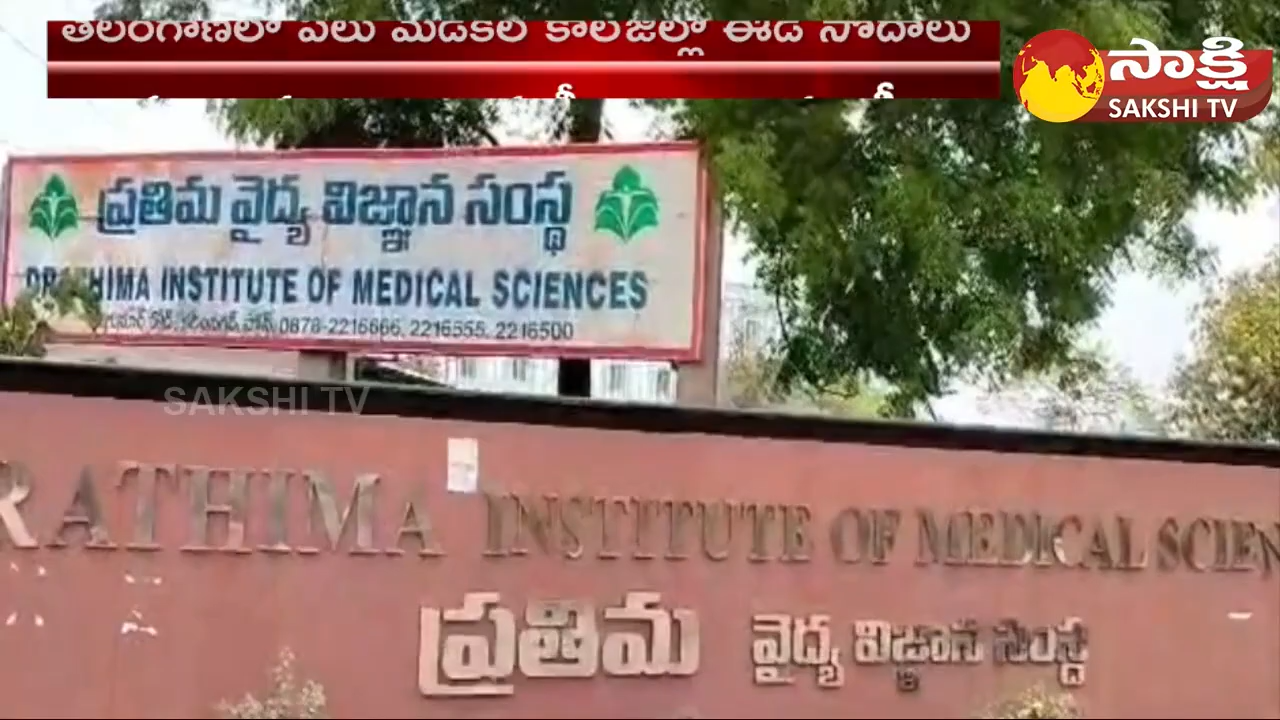 తెలంగాణలో పలు మెడికల్ కాలేజీల్లో ఈడీ సోదాలు
సాక్షి
SAKSHI TV
ప్రతిమ వైద్య విజ్ఞాన సంస్థ
PRATHIMA INSTITUTE OF MEDICAL SCIENCES
0878-2216666, 2216555, 2216500
SAKSHI TV
RATHIMA INSTITUTE OF MEDICAL SCIEN
ప్రతిమ వైద్య విజ్ఞాన సంస్థ